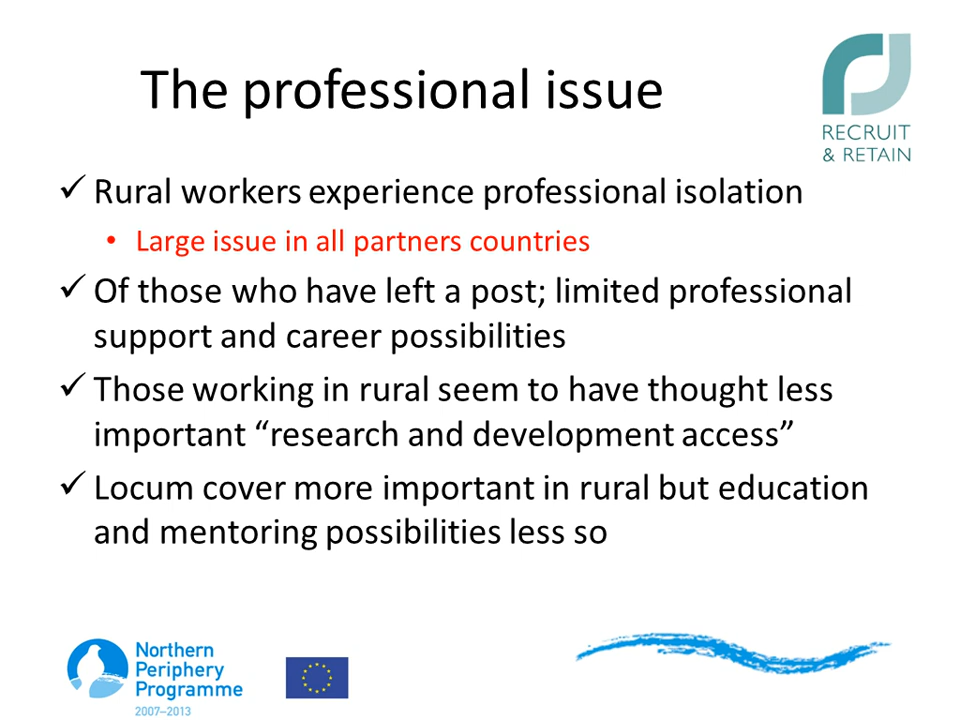 The professional issue
RECRUIT
& RETAIN
✓ Rural workers experience professional isolation
• Large issue in all partners countries
✓ Of those who have left a post; limited professional
support and career possibilities
✓ Those working in rural seem to have thought less
important “research and development access”
✓ Locum cover more important in rural but education
and mentoring possibilities less so
Northern
Periphery
Programme
2007–2013